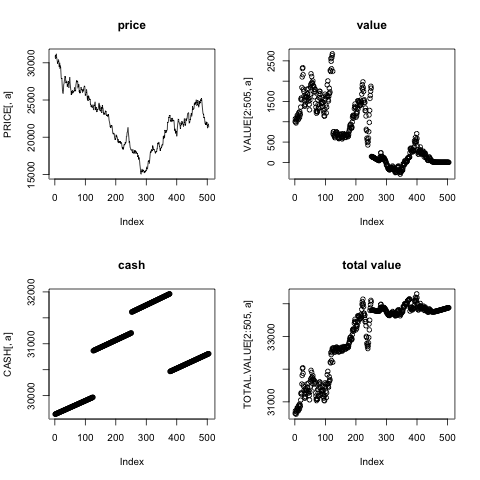 price
PRICE[, a]
30000
25000
20000
15000
0 100 200 300 400 500
Index
value
VALUE[2:505, a]
2500
1500
500
0
0 100 200 300 400 500
Index
cash
CASH[, a]
32000
31000
30000
0 100 200 300 400 500
Index
total value
TOTAL.VALUE[2:505, a]
33000
31000
0 100 200 300 400 500
Index